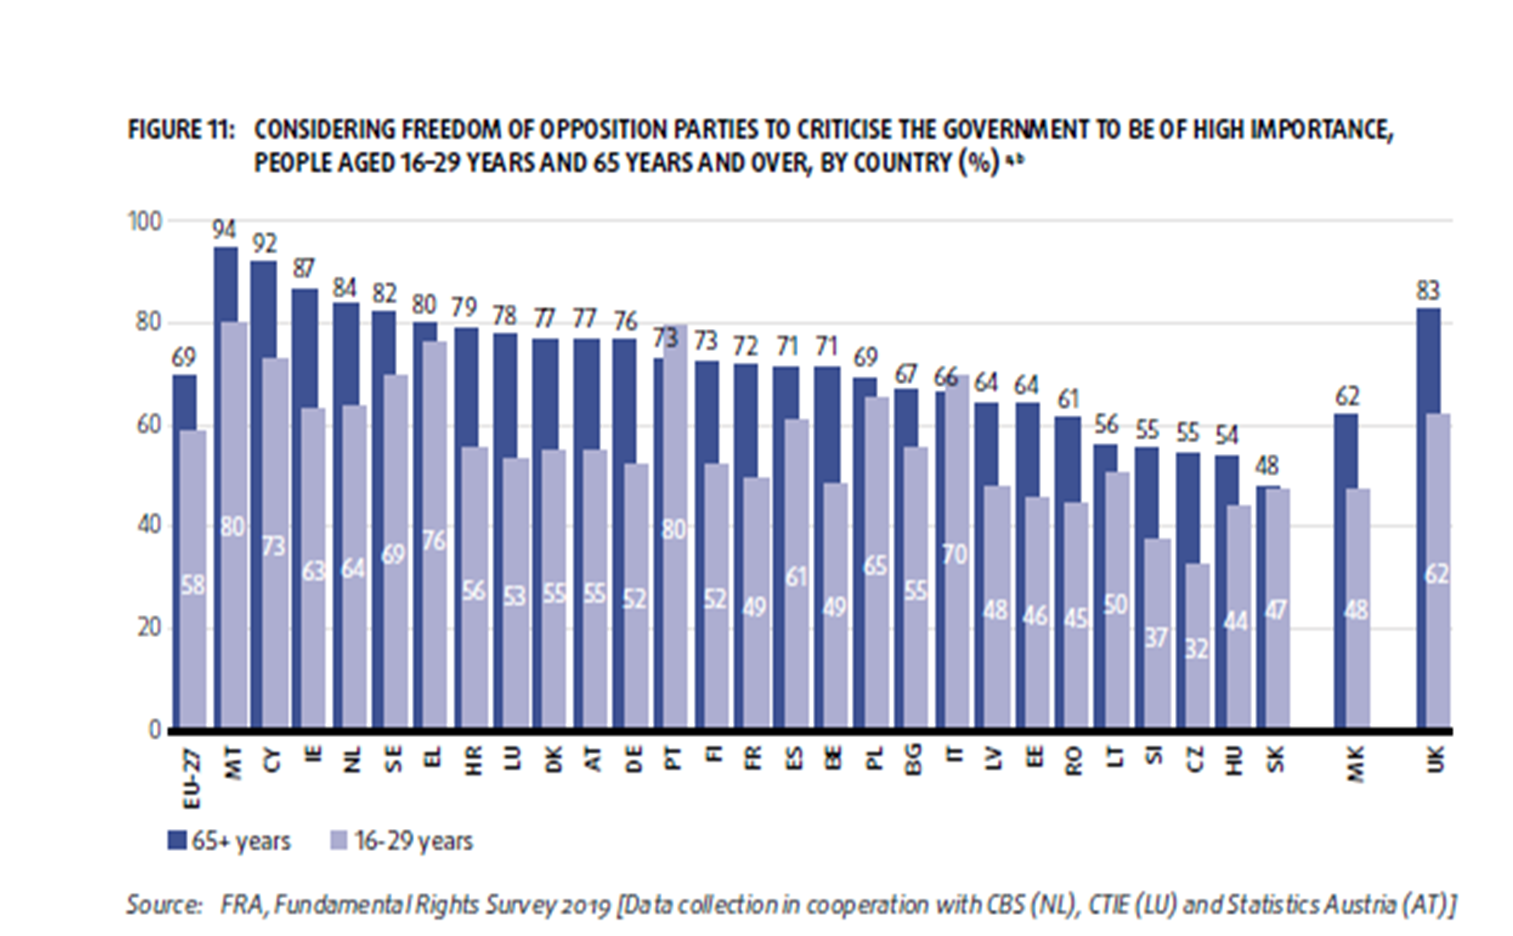 FIGURE 11: CONSIDERING FREEDOM OF OPPOSITION PARTIES TO CRITICISE THE GOVERNMENT TO BE OF HIGH IMPORTANCE,
PEOPLE AGED 16–29 YEARS AND 65 YEARS AND OVER, BY COUNTRY (%) a,b
100
80
60
40
20
0
69 94 92 87 84 82 80 79 78 77 77 76 73 73 72 71 71 69 67 66 64 64 61 56 55 55 54 48 62 83
58 80 73 63 64 69 76 56 53 55 55 52 80 52 49 61 49 65 55 70 48 46 45 50 37 32 44 47 48 62
EU-27 MT CY IE NL SE EL HR LU DK AT DE PT FI FR ES BE PL BG IT LV EE RO LT SI CZ HU SK MK UK
65+ years 16-29 years
Source: FRA, Fundamental Rights Survey 2019 [Data collection in cooperation with CBS (NL), CTIE (LU) and Statistics Austria (AT)]